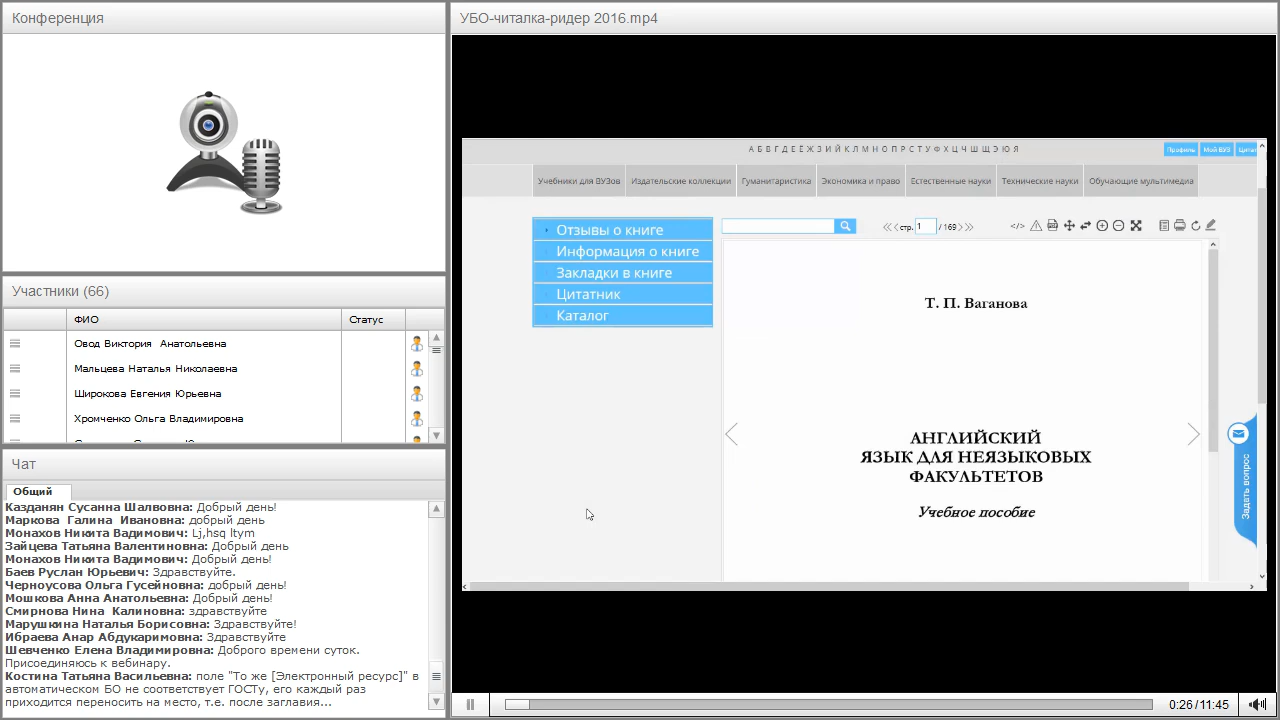 Конференция
Участники (66)
ФИО Статус
Овод Виктория Анатольевна
Мальцева Наталья Николаевна
Широкова Евгения Юрьевна
Хромченко Ольга Владимировна
Чат
Общий
Казданян Сусанна Шалвовна: Добрый день!
Маркова Галина Ивановна: добрый день
Монахов Никита Вадимович: Lj,hsq ltym
Зайцева Татьяна Валентиновна: Добрый день
Монахов Никита Вадимович: Добрый день!
Баев Руслан Юрьевич: Здравствуйте.
Черноусова Ольга Гусейновна: добрый день!
Мошкова Анна Анатольевна: Добрый день!
Смирнова Нина Калиновна: здравствуйте
Марушкина Наталья Борисовна: Здравствуйте!
Ибраева Анар Абдукаримовна: Здравствуйте
Шевченко Елена Владимировна: Доброго времени суток.
Присоединяюсь к вебинару.
Костина Татьяна Васильевна: поле "То же [Электронный ресурс]" в
автоматическом БО не соответствует ГОСТу, его каждый раз
приходится переносить на место, т.е. после заглавия...
УБО-читалка-ридер 2016.mp4
А Б В Г Д Е Ё Ж З И Й К Л М Н О П Р С Т У Ф Х Ц Ч Ш Щ Э Ю Я
Профиль Мой ВУЗ Цитат
Учебники для ВУЗов Издательские коллекции Гуманитаристика Экономика и право Естественные науки Технические науки Обучающие мультимедиа
Отзывы о книге
Информация о книге
Закладки в книге
Цитатник
Каталог
стр. 1 / 169
Т. П. Ваганова
АНГЛИЙСКИЙ
ЯЗЫК ДЛЯ НЕЯЗЫКОВЫХ
ФАКУЛЬТЕТОВ
Учебное пособие
Задать вопрос
0:26 / 11:45